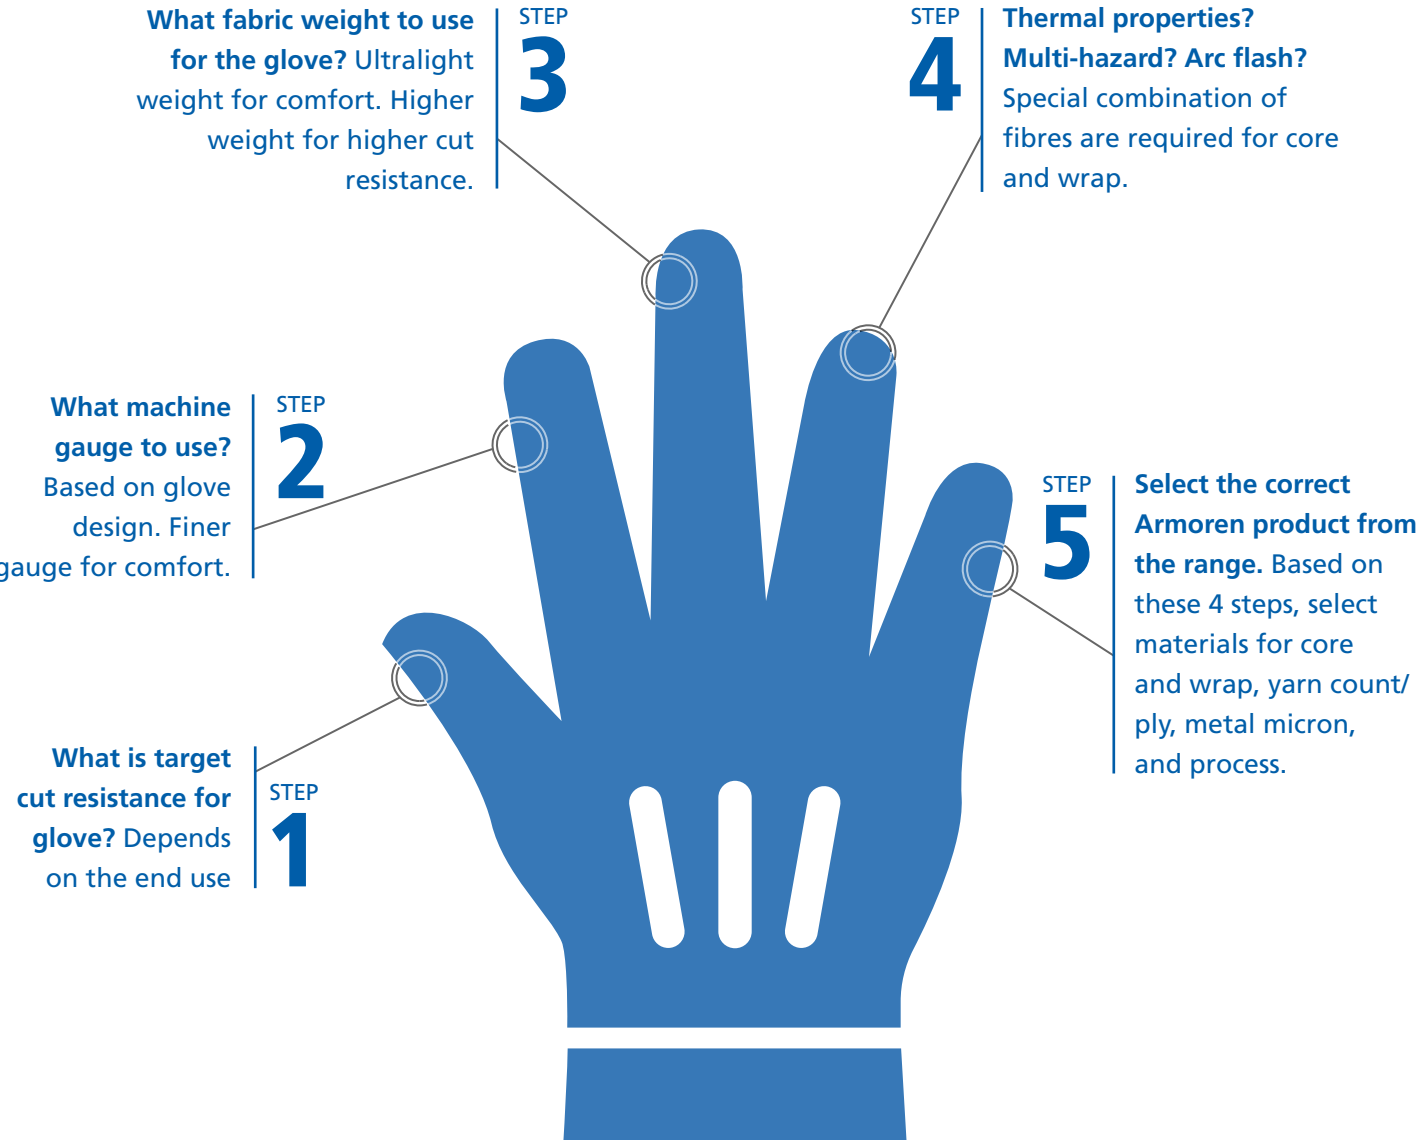 STEP
1
What is target
cut resistance for
glove? Depends
on the end use
STEP
2
What machine
gauge to use?
Based on glove
design. Finer
gauge for comfort.
STEP
3
What fabric weight to use
for the glove? Ultralight
weight for comfort. Higher
weight for higher cut
resistance.
STEP
4
Thermal properties?
Multi-hazard? Arc flash?
Special combination of
fibres are required for core
and wrap.
STEP
5
Select the correct
Armoren product from
the range. Based on
these 4 steps, select
materials for core
and wrap, yarn count/
ply, metal micron,
and process.